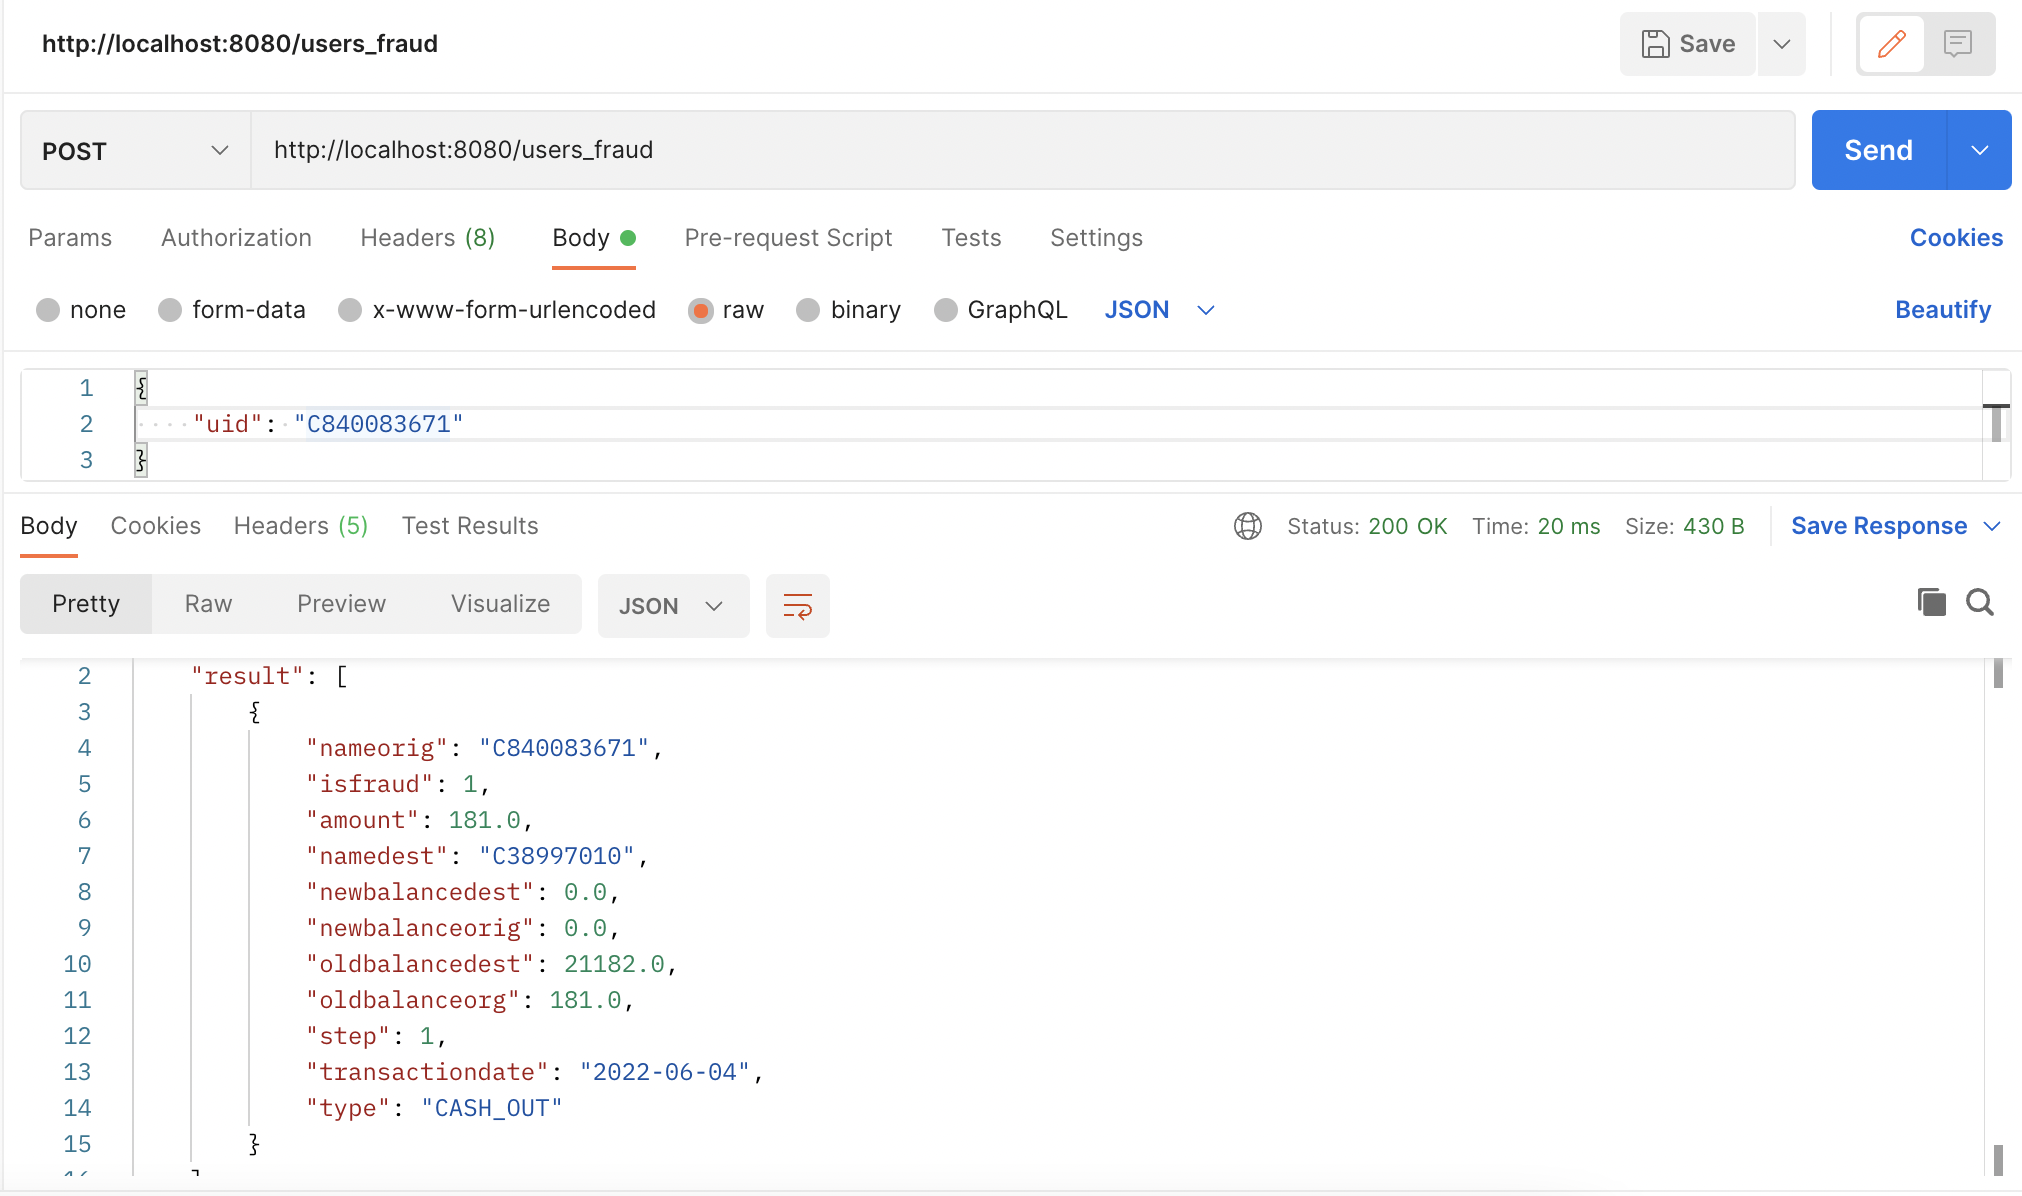 http://localhost:8080/users_fraud
Save
POST http://localhost:8080/users_fraud Send
Params Authorization Headers (8) Body Pre-request Script Tests Settings Cookies
none form-data x-www-form-urlencoded raw binary GraphQL JSON Beautify
1 {
2 "uid": "C840083671"
3 }
Body Cookies Headers (5) Test Results Status: 200 OK Time: 20 ms Size: 430 B Save Response
Pretty Raw Preview Visualize JSON
2 "result": [
3 {
4 "nameorig": "C840083671",
5 "isfraud": 1,
6 "amount": 181.0,
7 "namedest": "C38997010",
8 "newbalancedest": 0.0,
9 "newbalanceorig": 0.0,
10 "oldbalancedest": 21182.0,
11 "oldbalanceorg": 181.0,
12 "step": 1,
13 "transactiondate": "2022-06-04",
14 "type": "CASH_OUT"
15 }